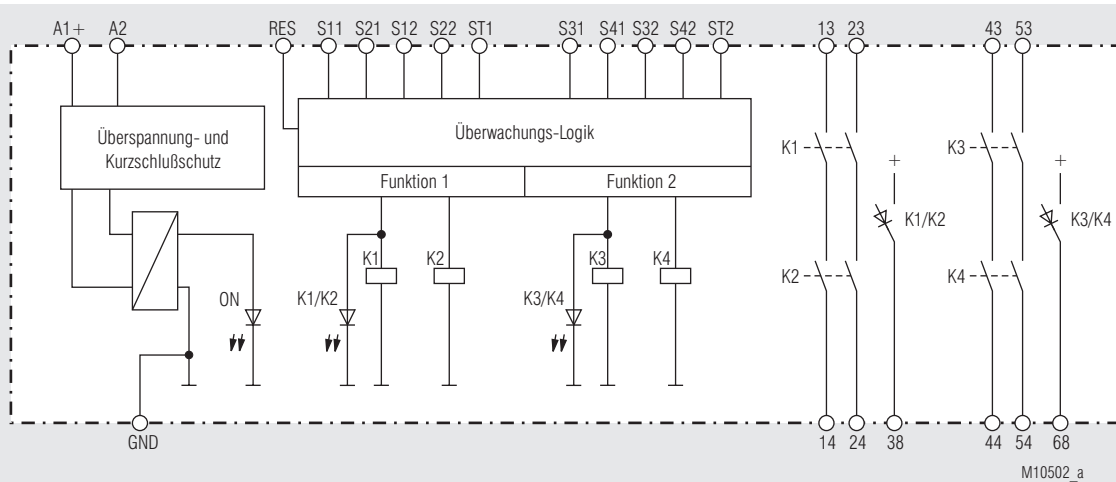 A1+ A2 RES S11 S21 S12 S22 ST1 S31 S41 S32 S42 ST2 13 23 43 53
Überspannung- und
Kurzschlußschutz
Überwachungs-Logik
Funktion 1 Funktion 2
K1 K3
+ +
K1/K2 K3/K4
K1 K2 K3 K4
K2 K4
ON K1/K2 K3/K4
GND 14 24 38 44 54 68
M10502_a